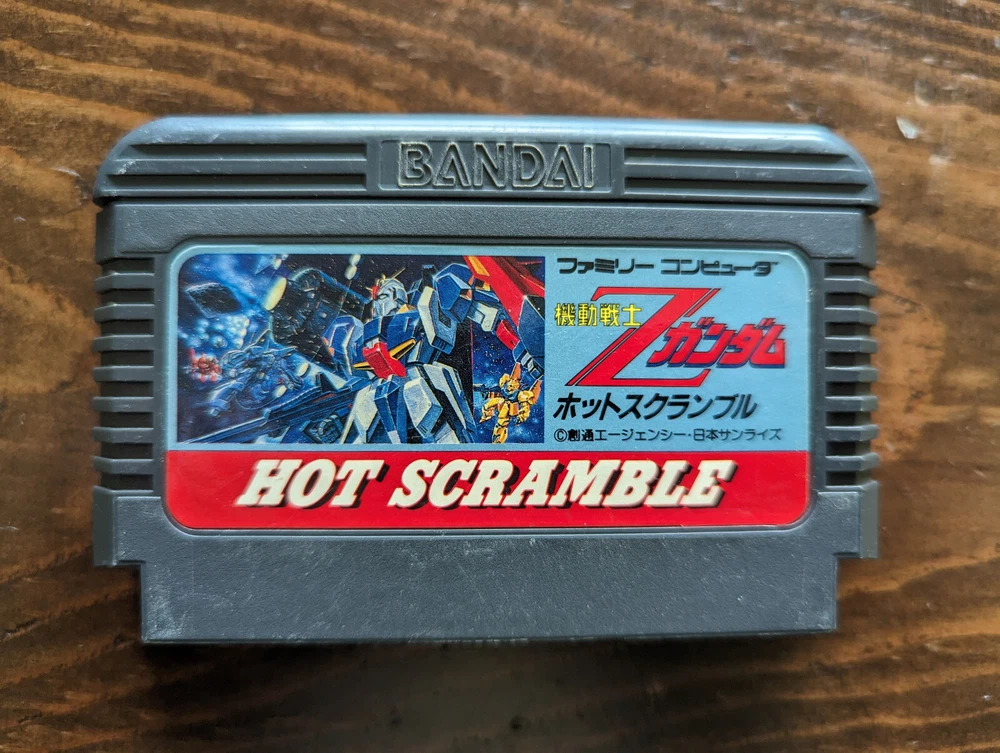 BANDAI
ファミリー コンピュータ
機動戦士
Zガンダム
ホットスクランブル
©創通エージェンシー・日本サンライズ
HOT SCRAMBLE